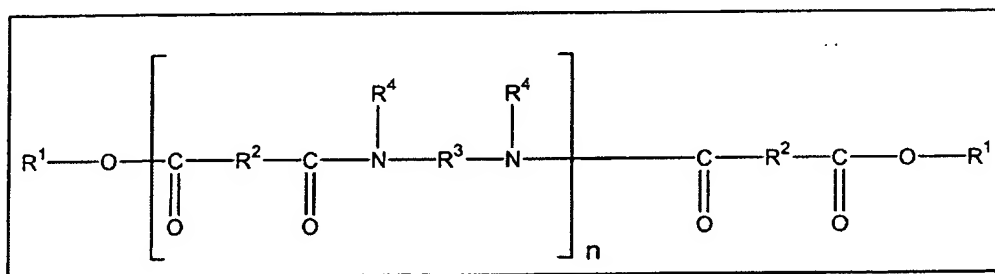 R⁴ R⁴
R¹ O C R² C N R³ N C R² C O R¹
O O O O
n